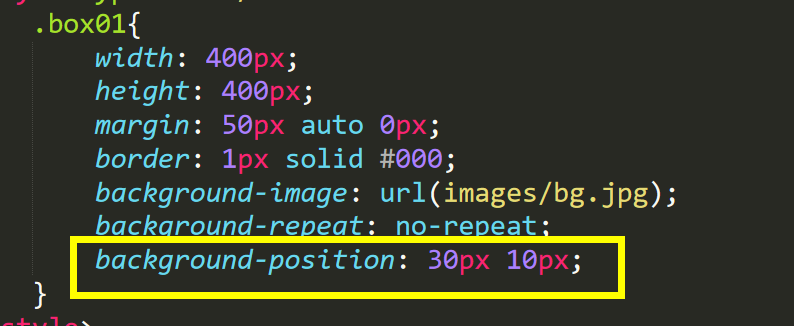 .box01{
width: 400px;
height: 400px;
margin: 50px auto 0px;
border: 1px solid #000;
background-image: url(images/bg.jpg);
background-repeat: no-repeat;
background-position: 30px 10px;
}
style>